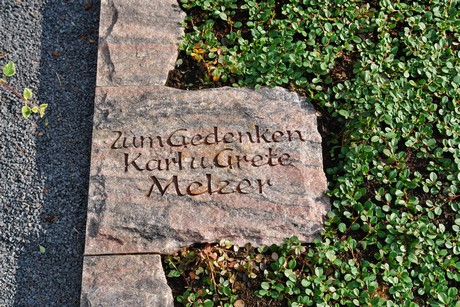 Zum Gedenken
Karl u. Grete
Melzer